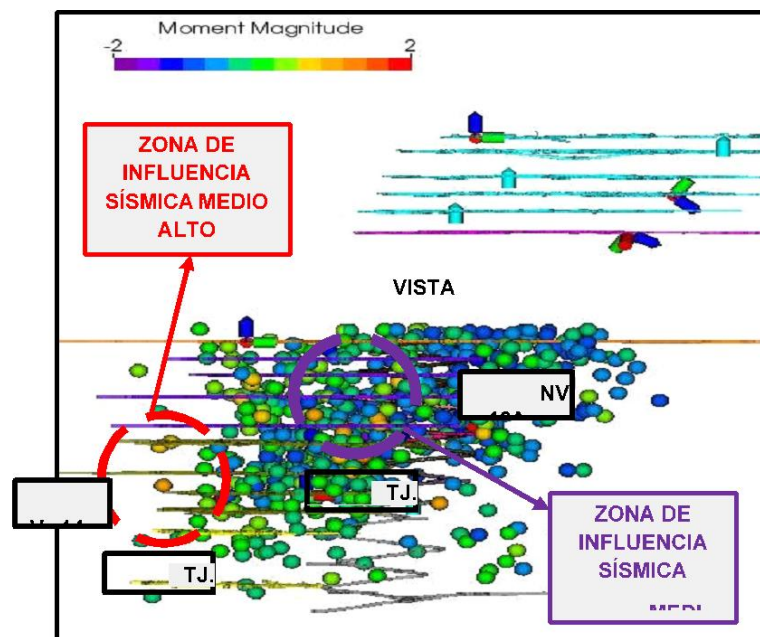 Moment Magnitude
-2 2
ZONA DE
INFLUENCIA
SÍSMICA MEDIO
ALTO
VISTA
NV
TJ.
TJ.
ZONA DE
INFLUENCIA
SÍSMICA